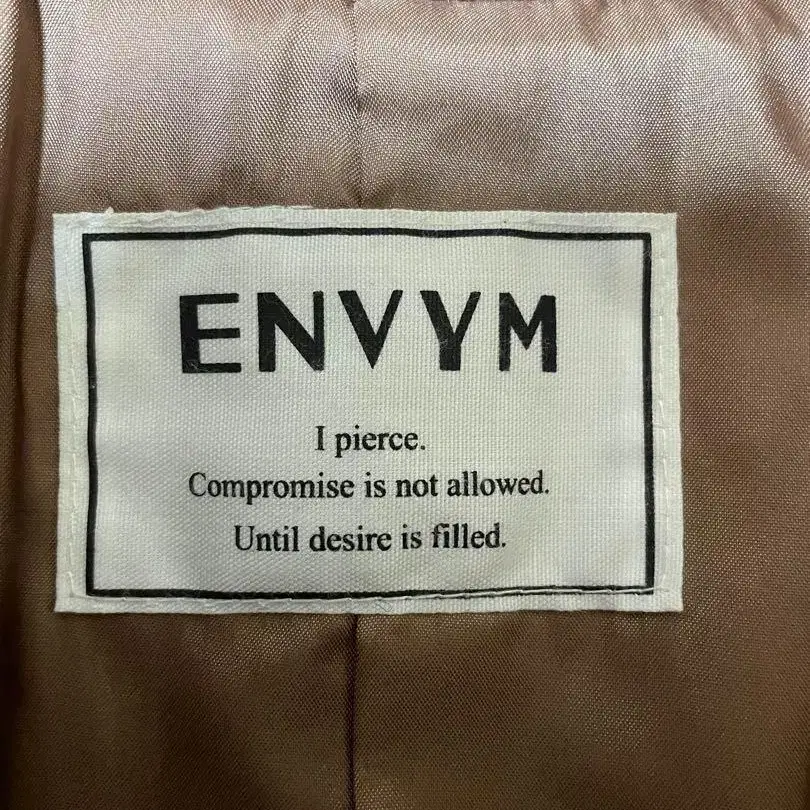 ENVYM
I pierce.
Compromise is not allowed.
Until desire is filled.